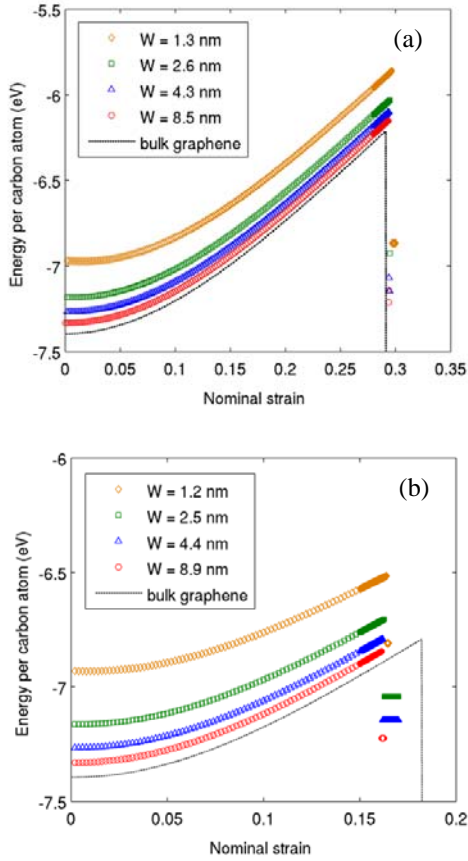 -5
(a)
W = 1.3 nm
W = 2.6 nm
W = 4.3 nm
W = 8.5 nm
bulk graphene
-5.5
-6
-6.5
-7
-7.5
Energy per carbon atom (eV)
0 0.05 0.1 0.15 0.2 0.25 0.3 0.35
Nominal strain
-6
(b)
W = 1.2 nm
W = 2.5 nm
W = 4.4 nm
W = 8.9 nm
bulk graphene
-6.5
-7
-7.5
Energy per carbon atom (eV)
0 0.05 0.1 0.15 0.2
Nominal strain